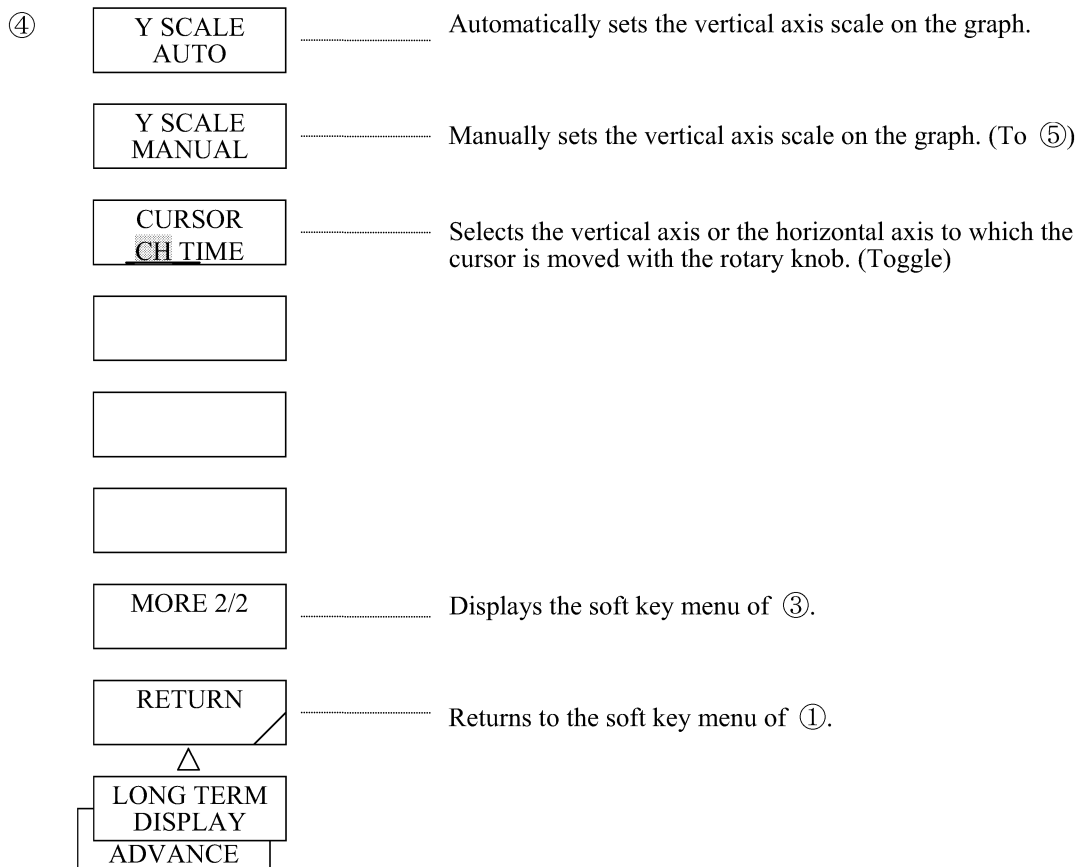 ④
Y SCALE
AUTO
Automatically sets the vertical axis scale on the graph.
Y SCALE
MANUAL
Manually sets the vertical axis scale on the graph. (To ⑤)
CURSOR
CH TIME
Selects the vertical axis or the horizontal axis to which the
cursor is moved with the rotary knob. (Toggle)
MORE 2/2
Displays the soft key menu of ③.
RETURN
Returns to the soft key menu of ①.
LONG TERM
DISPLAY
ADVANCE